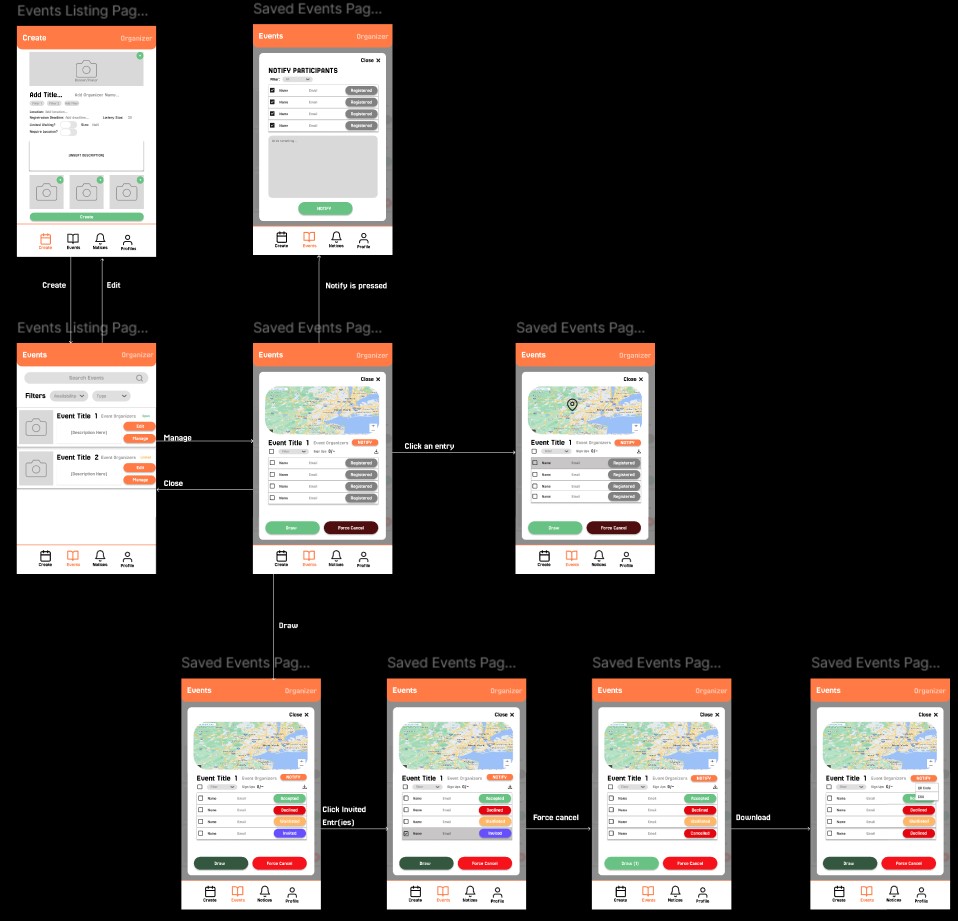 Events Listing Pag...
Create
Organizer
Add Title...
Add Organizer Name...
[INSERT DESCRIPTION]
Create
Create
Events
Notices
Profiles
Saved Events Pag...
Events
Organizer
Close X
NOTIFY PARTICIPANTS
Filter:
Name
Email
Registered
Name
Email
Registered
Name
Email
Registered
Name
Email
Registered
NOTIFY
Create
Events
Notices
Profile
Create
Edit
Notify is pressed
Events Listing Pag...
Events
Organizer
Search Events
Filters
Availability
Type
Event Title 1
Event Organizers
Open
[Description Here]
Edit
Manage
Event Title 2
Event Organizers
[Description Here]
Edit
Manage
Create
Events
Notices
Profile
Manage
Close
Saved Events Pag...
Events
Organizer
Close X
Event Title 1
Event Organizers
NOTIFY
Name
Email
Registered
Name
Email
Registered
Name
Email
Registered
Name
Email
Registered
Draw
Force Cancel
Create
Events
Notices
Profile
Click an entry
Saved Events Pag...
Events
Organizer
Close X
Event Title 1
Event Organizers
NOTIFY
Name
Email
Registered
Name
Email
Registered
Name
Email
Registered
Name
Email
Registered
Draw
Force Cancel
Create
Events
Notices
Profile
Draw
Saved Events Pag...
Events
Organizer
Close X
Event Title 1
Event Organizers
NOTIFY
Name
Email
Accepted
Name
Email
Declined
Name
Email
Name
Email
Invited
Draw
Force Cancel
Create
Events
Notices
Profile
Click Invited
Entr(ies)
Saved Events Pag...
Events
Organizer
Close X
Event Title 1
Event Organizers
NOTIFY
Name
Email
Accepted
Name
Email
Declined
Name
Email
Name
Email
Invited
Draw
Force Cancel
Create
Events
Notices
Profile
Force cancel
Saved Events Pag...
Events
Organizer
Close X
Event Title 1
Event Organizers
NOTIFY
Name
Email
Accepted
Name
Email
Declined
Name
Email
Name
Email
Cancelled
Draw (1)
Force Cancel
Create
Events
Notices
Profile
Download
Saved Events Pag...
Events
Organizer
Close X
Event Title 1
Event Organizers
NOTIFY
QR Code
Name
Email
Name
Email
Declined
Name
Email
Name
Email
Declined
Draw
Force Cancel
Create
Events
Notices
Profile